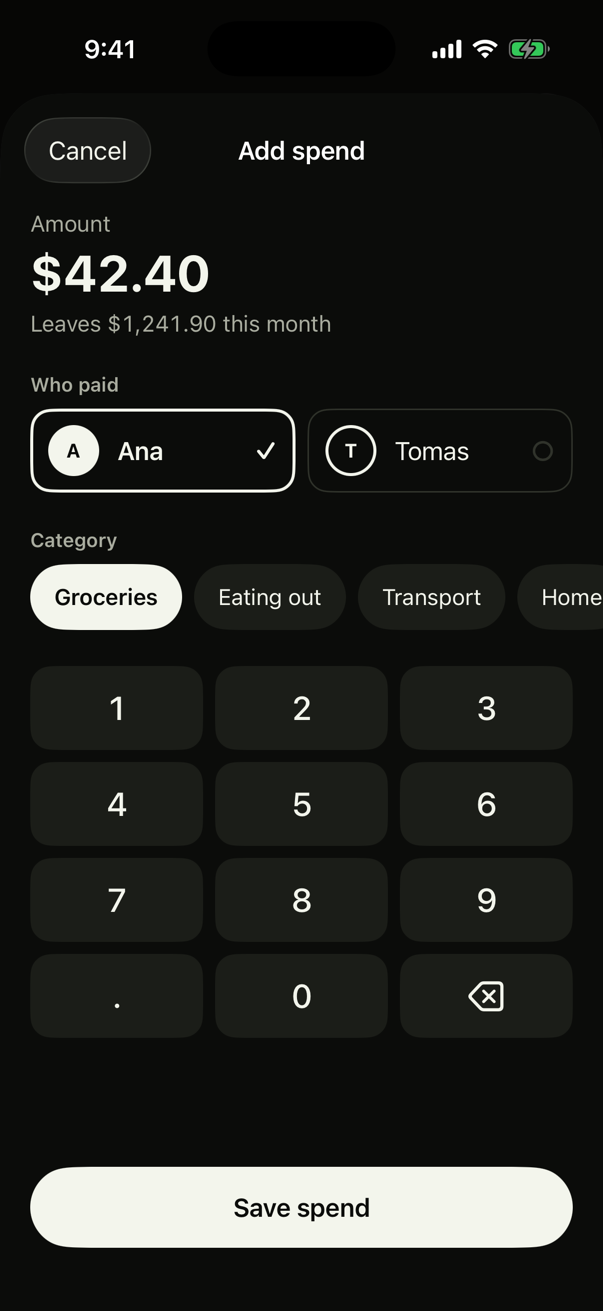 9:41
Cancel
Add spend
Amount
$42.40
Leaves $1,241.90 this month
Who paid
A Ana
T Tomas
Category
Groceries Eating out Transport Home
1 2 3
4 5 6
7 8 9
. 0
Save spend